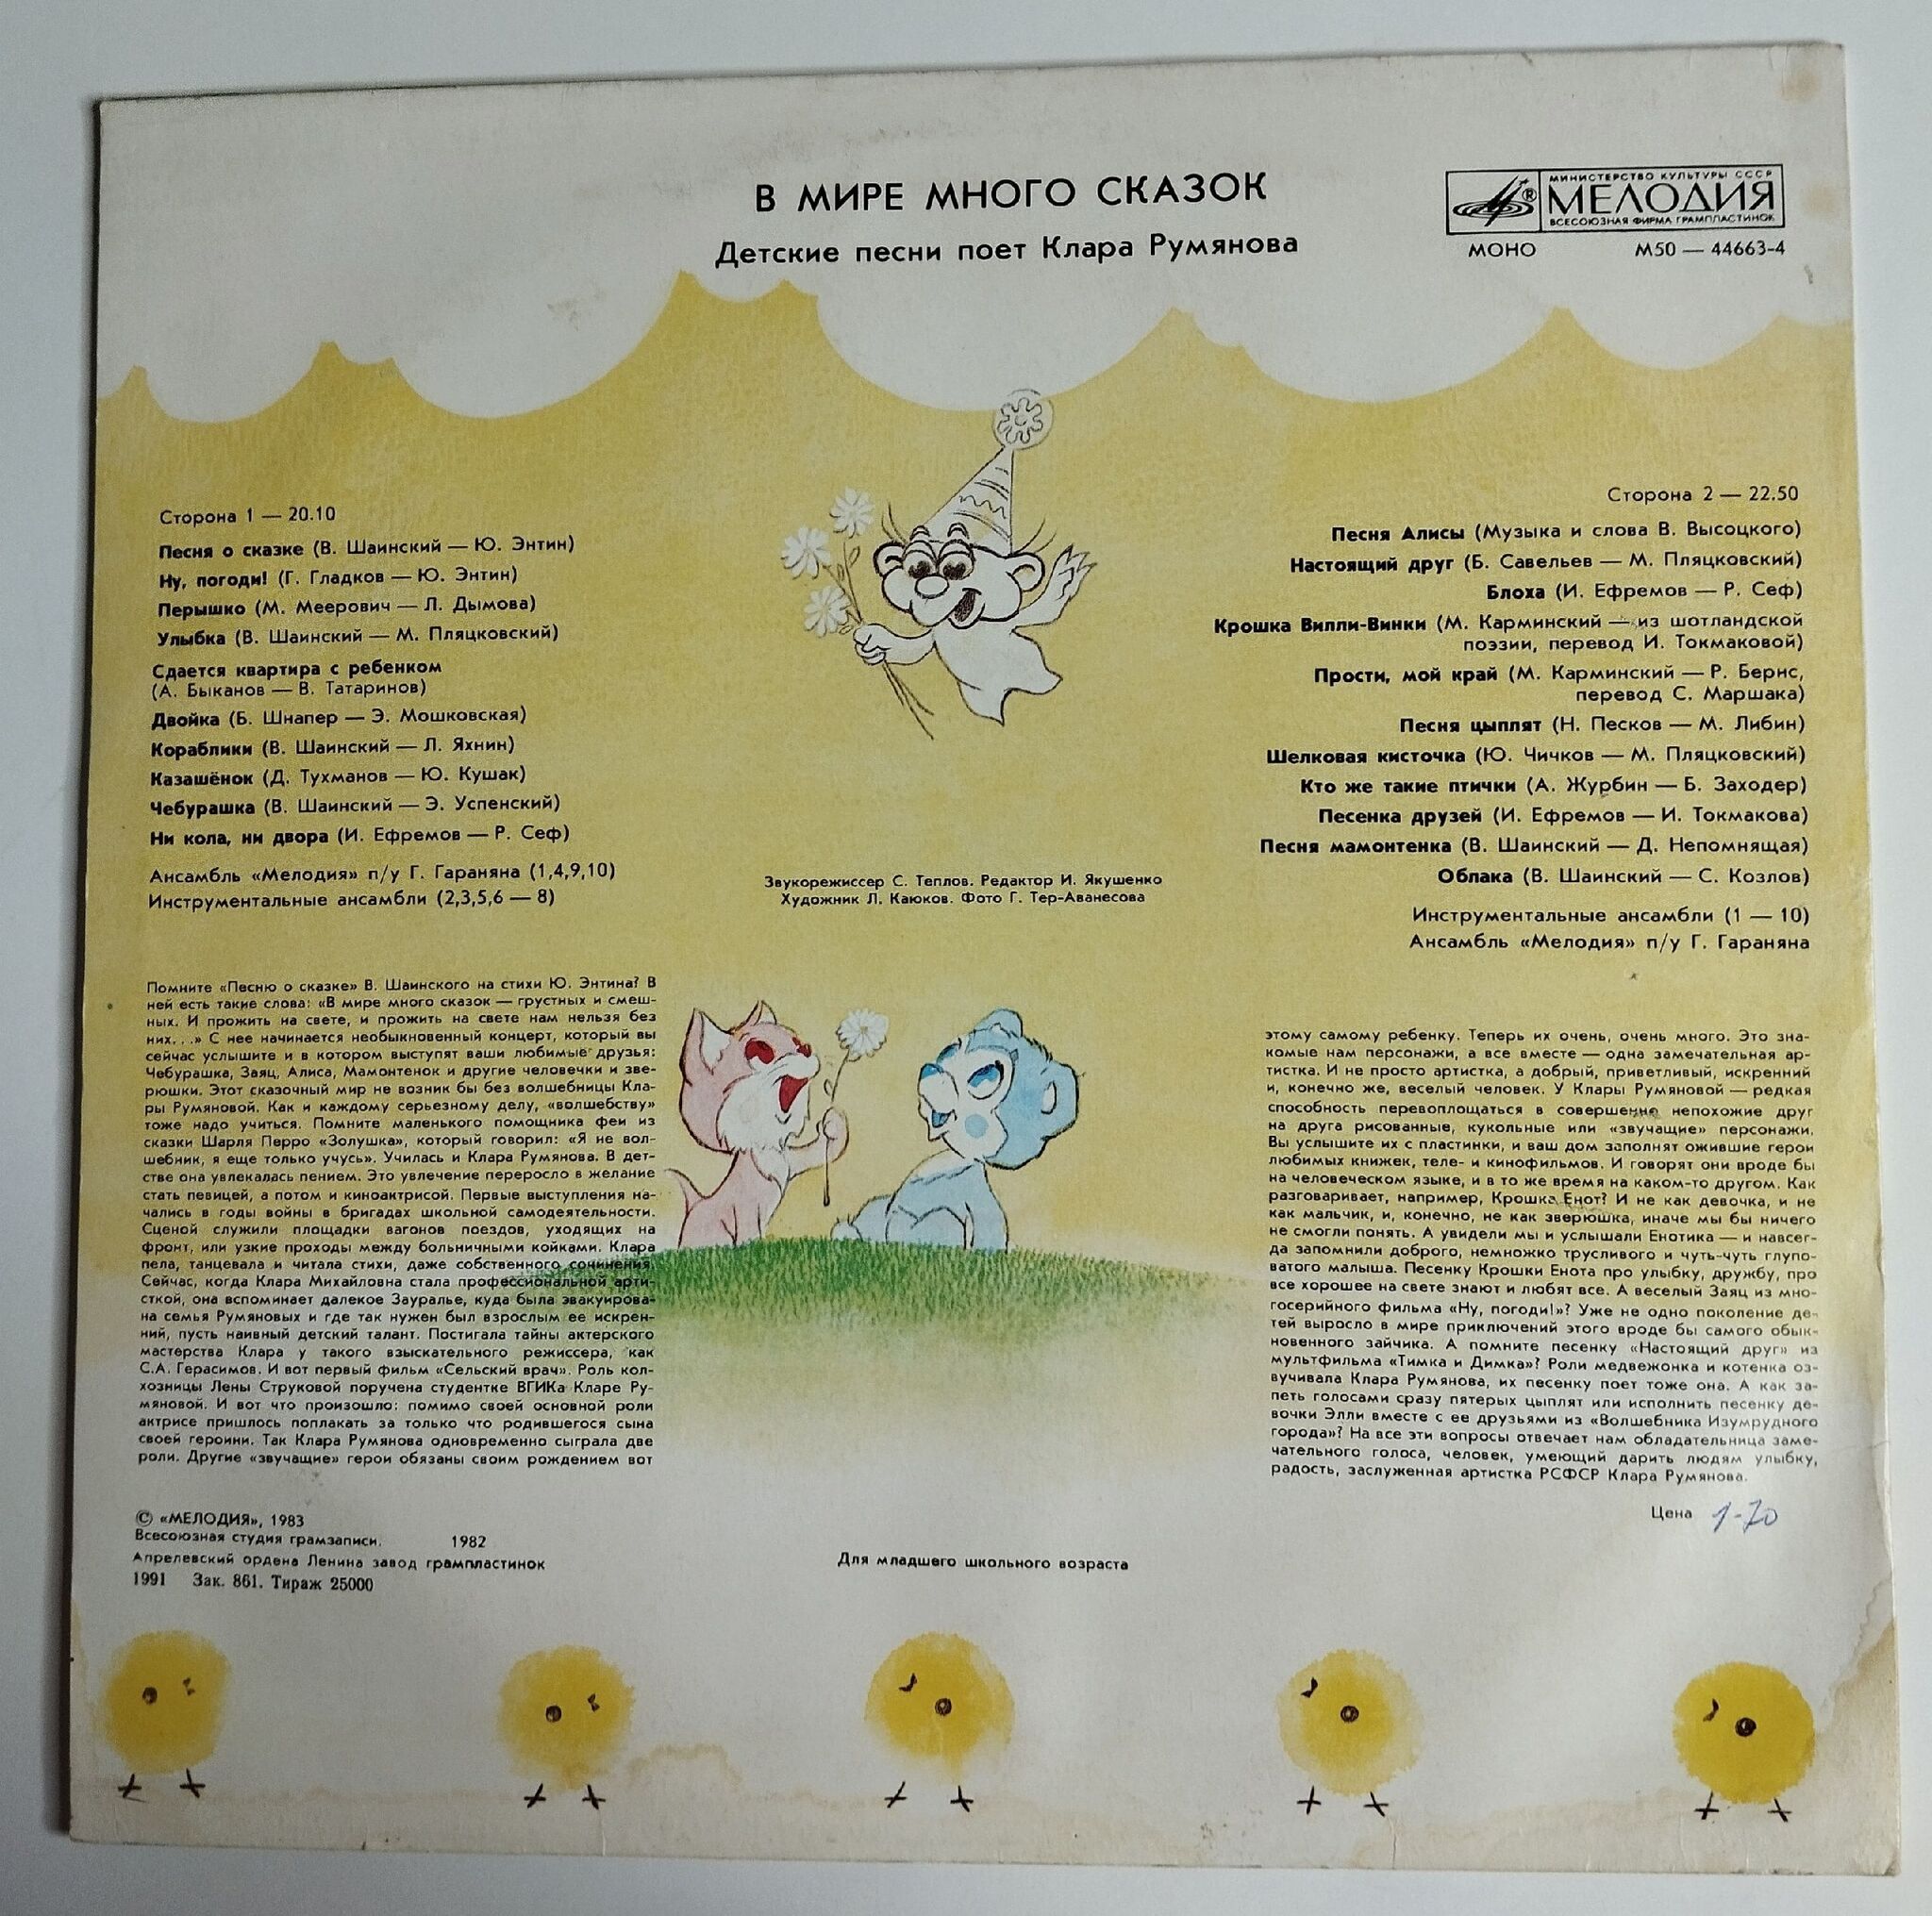 В МИРЕ МНОГО СКАЗОК
Детские песни поет Клара Румянова
МИНИСТЕРСТВО КУЛЬТУРЫ СССР
МЕЛОДИЯ
ВСЕСОЮЗНАЯ ФИРМА ГРАМПЛАСТИНОК
МОНО М50 — 44663-4
Сторона 1 — 20.10
Песня о сказке (В. Шаинский — Ю. Энтин)
Ну, погоди! (Г. Гладков — Ю. Энтин)
Перышко (М. Меерович — Л. Дымова)
Улыбка (В. Шаинский — М. Пляцковский)
Сдается квартира с ребенком
(А. Быканов — В. Татаринов)
Двойка (Б. Шнапер — Э. Мошковская)
Кораблики (В. Шаинский — Л. Яхнин)
Казашёнок (Д. Тухманов — Ю. Кушак)
Чебурашка (В. Шаинский — Э. Успенский)
Ни кола, ни двора (И. Ефремов — Р. Сеф)
Ансамбль «Мелодия» п/у Г. Гараняна (1,4,9,10)
Инструментальные ансамбли (2,3,5,6 — 8)
Звукорежиссер С. Теплов. Редактор И. Якушенко
Художник Л. Каюков. Фото Г. Тер-Аванесова
Сторона 2 — 22.50
Песня Алисы (Музыка и слова В. Высоцкого)
Настоящий друг (Б. Савельев — М. Пляцковский)
Блоха (И. Ефремов — Р. Сеф)
Крошка Вилли-Винки (М. Карминский — из шотландской
поэзии, перевод И. Токмаковой)
Прости, мой край (М. Карминский — Р. Бернс,
перевод С. Маршака)
Песня цыплят (Н. Песков — М. Либин)
Шелковая кисточка (Ю. Чичков — М. Пляцковский)
Кто же такие птички (А. Журбин — Б. Заходер)
Песенка друзей (И. Ефремов — И. Токмакова)
Песня мамонтенка (В. Шаинский — Д. Непомнящая)
Облака (В. Шаинский — С. Козлов)
Инструментальные ансамбли (1 — 10)
Ансамбль «Мелодия» п/у Г. Гараняна
Помните «Песню о сказке» В. Шаинского на стихи Ю. Энтина? В
ней есть такие слова: «В мире много сказок — грустных и смеш-
ных. И прожить на свете, и прожить на свете нам нельзя без
них. . .» С нее начинается необыкновенный концерт, который вы
сейчас услышите и в котором выступят ваши любимые друзья:
Чебурашка, Заяц, Алиса, Мамонтенок и другие человечки и зве-
рюшки. Этот сказочный мир не возник бы без волшебницы Кла-
ры Румяновой. Как и каждому серьезному делу, «волшебству»
тоже надо учиться. Помните маленького помощника феи из
сказки Шарля Перро «Золушка», который говорил: «Я не вол-
шебник, я еще только учусь». Училась и Клара Румянова. В дет-
стве она увлекалась пением. Это увлечение переросло в желание
стать певицей, а потом и киноактрисой. Первые выступления на-
чались в годы войны в бригадах школьной самодеятельности.
Сценой служили площадки вагонов поездов, уходящих на
фронт, или узкие проходы между больничными койками. Клара
пела, танцевала и читала стихи, даже собственного сочинения.
Сейчас, когда Клара Михайловна стала профессиональной арти-
сткой, она вспоминает далекое Зауралье, куда была эвакуирова-
на семья Румяновых и где так нужен был взрослым ее искрен-
ний, пусть наивный детский талант. Постигала тайны актерского
мастерства Клара у такого взыскательного режиссера, как
С.А. Герасимов. И вот первый фильм «Сельский врач». Роль кол-
хозницы Лены Струковой поручена студентке ВГИКа Кларе Ру-
мяновой. И вот что произошло: помимо своей основной роли
актрисе пришлось поплакать за только что родившегося сына
своей героини. Так Клара Румянова одновременно сыграла две
роли. Другие «звучащие» герои обязаны своим рождением вот
этому самому ребенку. Теперь их очень, очень много. Это зна-
комые нам персонажи, а все вместе — одна замечательная ар-
тистка. И не просто артистка, а добрый, приветливый, искренний
и, конечно же, веселый человек. У Клары Румяновой — редкая
способность перевоплощаться в совершенно непохожие друг
на друга рисованные, кукольные или «звучащие» персонажи.
Вы услышите их с пластинки, и ваш дом заполнят ожившие герои
любимых книжек, теле- и кинофильмов. И говорят они вроде бы
на человеческом языке, и в то же время на каком-то другом. Как
разговаривает, например, Крошка Енот? И не как девочка, и не
как мальчик, и, конечно, не как зверюшка, иначе мы бы ничего
не смогли понять. А увидели мы и услышали Енотика — и навсег-
да запомнили доброго, немножко трусливого и чуть-чуть глупо-
ватого малыша. Песенку Крошки Енота про улыбку, дружбу, про
все хорошее на свете знают и любят все. А веселый Заяц из мно-
госерийного фильма «Ну, погоди!»? Уже не одно поколение де-
тей выросло в мире приключений этого вроде бы самого обык-
новенного зайчика. А помните песенку «Настоящий друг» из
мультфильма «Тимка и Димка»? Роли медвежонка и котенка оз-
вучивала Клара Румянова, их песенку поет тоже она. А как за-
петь голосами сразу пятерых цыплят или исполнить песенку де-
вочки Элли вместе с ее друзьями из «Волшебника Изумрудного
города»? На все эти вопросы отвечает нам обладательница заме-
чательного голоса, человек, умеющий дарить людям улыбку,
радость, заслуженная артистка РСФСР Клара Румянова.
© «МЕЛОДИЯ», 1983
Всесоюзная студия грамзаписи. 1982
Апрелевский ордена Ленина завод грампластинок
1991 Зак. 861. Тираж 25000
Для младшего школьного возраста
Цена 1-70